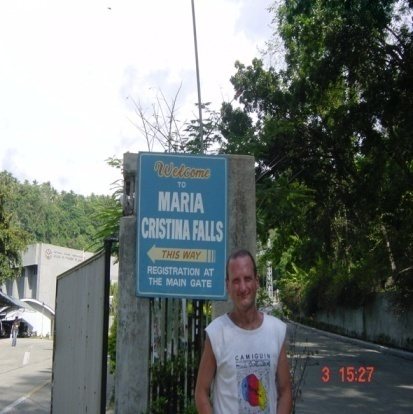 Welcome
TO
MARIA
CRISTINA FALLS
THIS WAY
REGISTRATION AT
THE MAIN GATE
CAMIGUIN
3 15:27